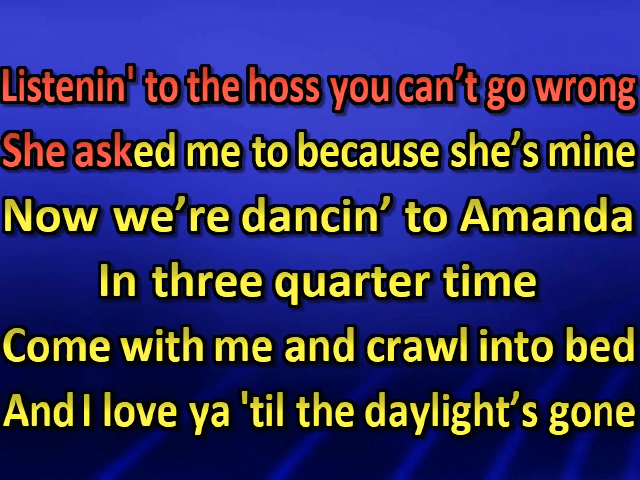 Listenin' to the hoss you can’t go wrong
She asked me to because she’s mine
Now we’re dancin’ to Amanda
In three quarter time
Come with me and crawl into bed
And I love ya 'til the daylight’s gone